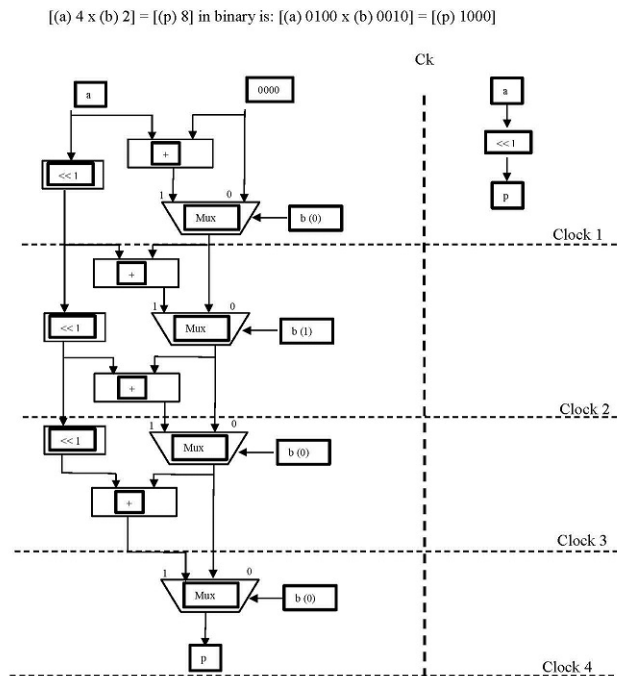 [(a) 4 x (b) 2] = [(p) 8] in binary is: [(a) 0100 x (b) 0010] = [(p) 1000]
Ck
a
0000
a
+
<< 1
<< 1
1
0
p
Mux
b (0)
Clock 1
+
1
0
<< 1
Mux
b (1)
+
Clock 2
<< 1
1
0
Mux
b (0)
+
Clock 3
1
0
Mux
b (0)
p
Clock 4